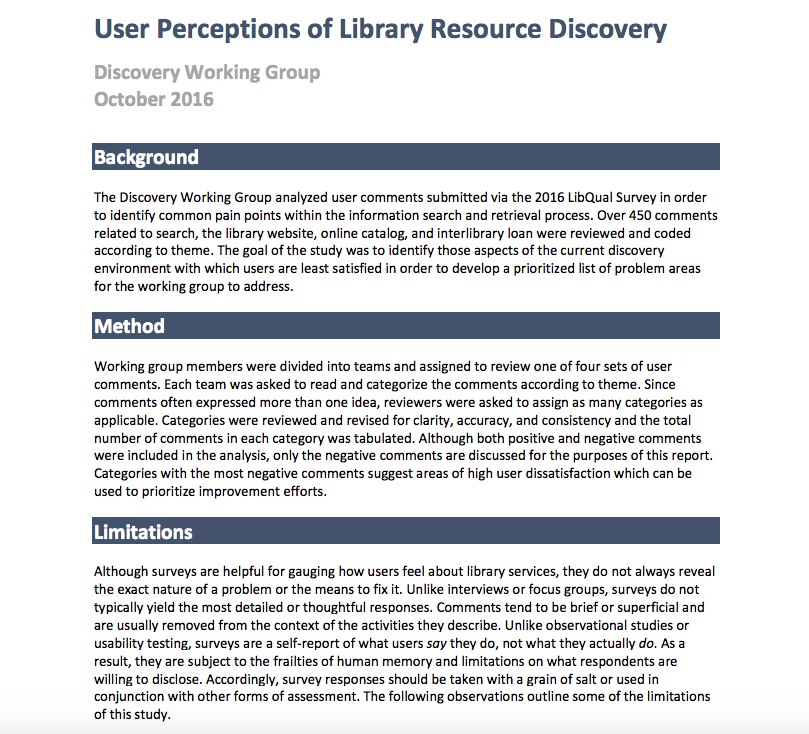 User Perceptions of Library Resource Discovery
Discovery Working Group
October 2016
Background
The Discovery Working Group analyzed user comments submitted via the 2016 LibQual Survey in order
to identify common pain points within the information search and retrieval process. Over 450 comments
related to search, the library website, online catalog, and interlibrary loan were reviewed and coded
according to theme. The goal of the study was to identify those aspects of the current discovery
environment with which users are least satisfied in order to develop a prioritized list of problem areas
for the working group to address.
Method
Working group members were divided into teams and assigned to review one of four sets of user
comments. Each team was asked to read and categorize the comments according to theme. Since
comments often expressed more than one idea, reviewers were asked to assign as many categories as
applicable. Categories were reviewed and revised for clarity, accuracy, and consistency and the total
number of comments in each category was tabulated. Although both positive and negative comments
were included in the analysis, only the negative comments are discussed for the purposes of this report.
Categories with the most negative comments suggest areas of high user dissatisfaction which can be
used to prioritize improvement efforts.
Limitations
Although surveys are helpful for gauging how users feel about library services, they do not always reveal
the exact nature of a problem or the means to fix it. Unlike interviews or focus groups, surveys do not
typically yield the most detailed or thoughtful responses. Comments tend to be brief or superficial and
are usually removed from the context of the activities they describe. Unlike observational studies or
usability testing, surveys are a self-report of what users say they do, not what they actually do. As a
result, they are subject to the frailties of human memory and limitations on what respondents are
willing to disclose. Accordingly, survey responses should be taken with a grain of salt or used in
conjunction with other forms of assessment. The following observations outline some of the limitations
of this study.